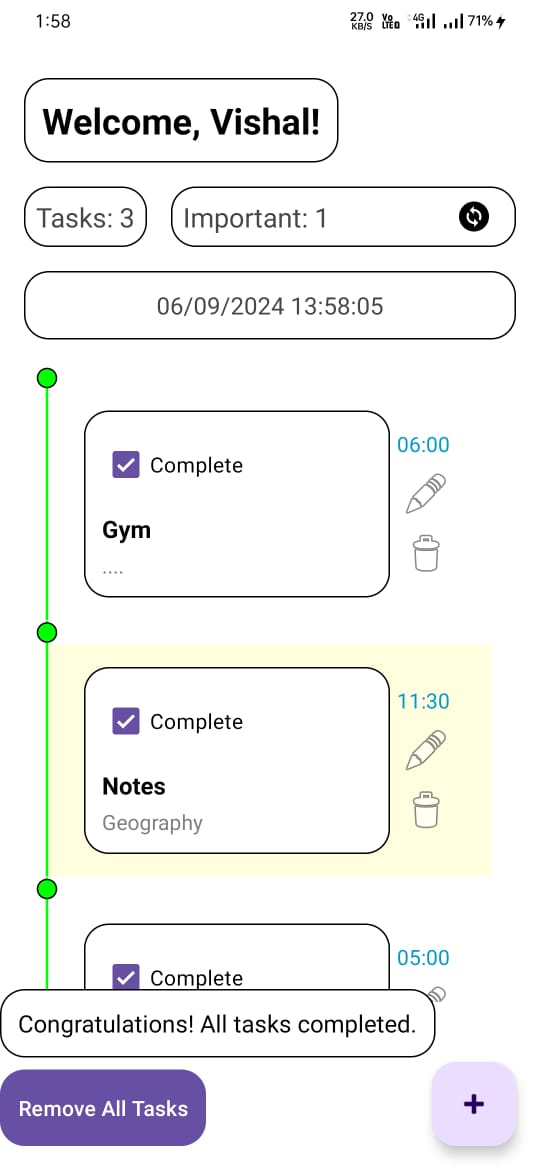 1:58
27.0 KB/S Vo LTE 4G 71%
Welcome, Vishal!
Tasks: 3
Important: 1
06/09/2024 13:58:05
06:00
Complete
Gym
....
11:30
Complete
Notes
Geography
05:00
Complete
Congratulations! All tasks completed.
Remove All Tasks
+